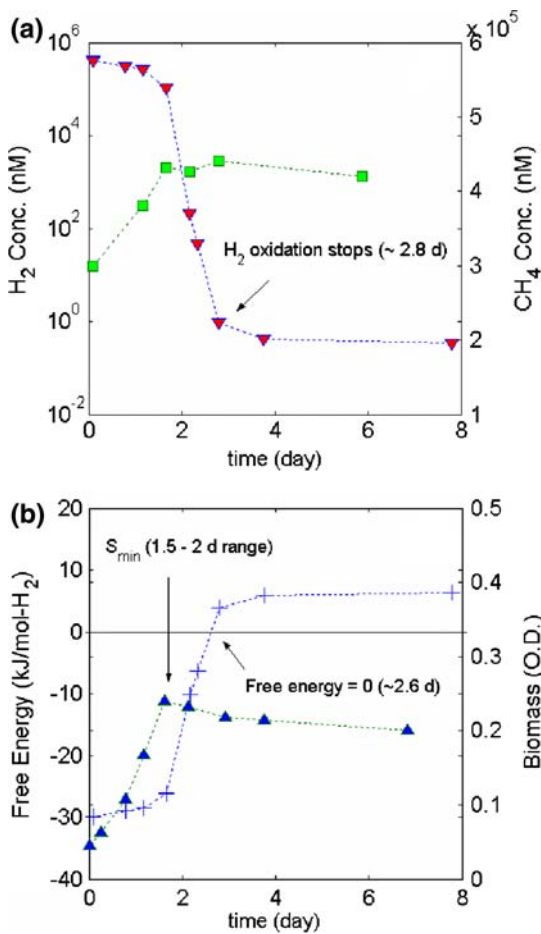 (a)
x 10^5
10^6
10^4
10^2
10^0
10^-2
H2 Conc. (nM)
6
5
4
3
2
1
CH4 Conc. (nM)
H2 oxidation stops (~ 2.8 d)
0 2 4 6 8
time (day)
(b)
20
10
0
-10
-20
-30
-40
Free Energy (kJ/mol-H2)
0.5
0.4
0.3
0.2
0.1
0
Biomass (O.D.)
Smin (1.5 - 2 d range)
Free energy = 0 (~2.6 d)
0 2 4 6 8
time (day)